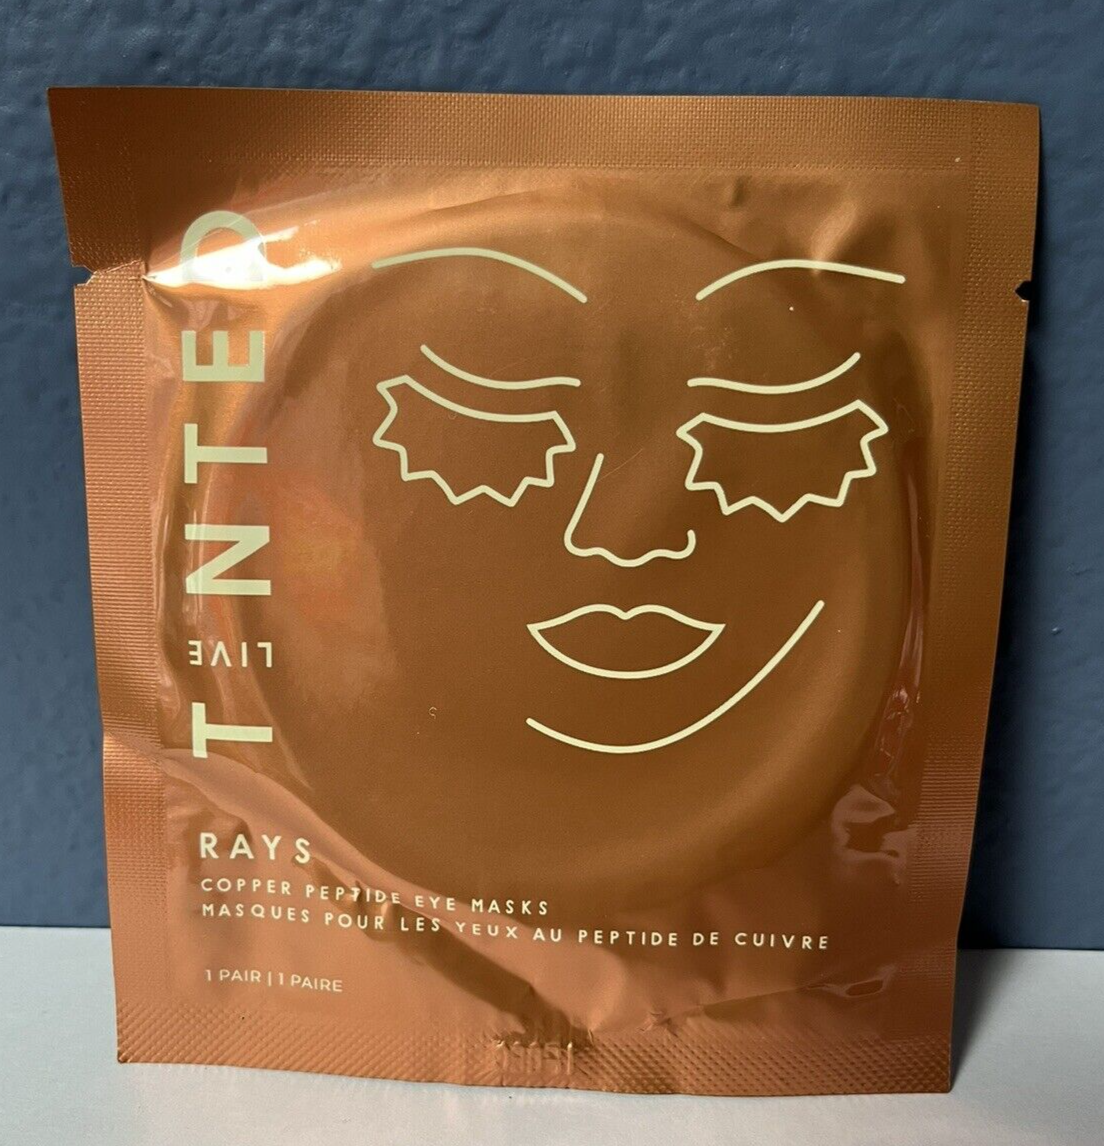 LIVE
TINTED
RAYS
COPPER PEPTIDE EYE MASKS
MASQUES POUR LES YEUX AU PEPTIDE DE CUIVRE
1 PAIR | 1 PAIRE